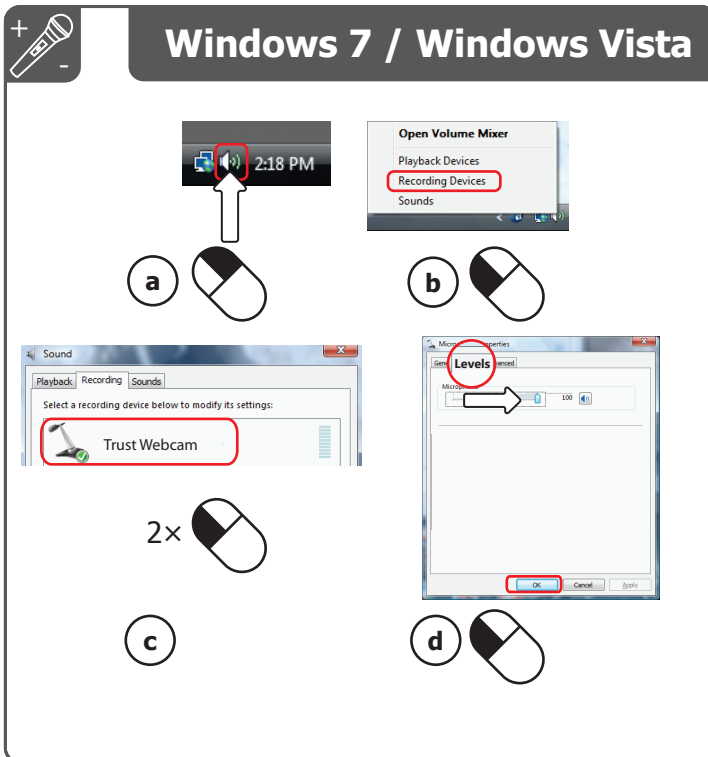 +
-
Windows 7 / Windows Vista
2:18 PM
a
Open Volume Mixer
Playback Devices
Recording Devices
Sounds
b
Sound
Playback Recording Sounds
Select a recording device below to modify its settings:
Trust Webcam
2×
c
Levels
100
OK Cancel Apply
d